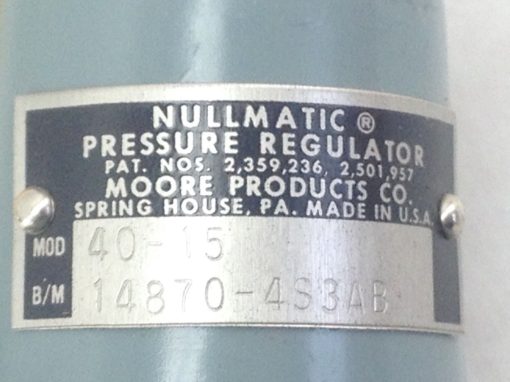 NULLMATIC ®
PRESSURE REGULATOR
PAT. NOS. 2,359,236, 2,501,957
MOORE PRODUCTS CO.
SPRING HOUSE, PA. MADE IN U.S.A.
MOD 40-15
B/M 14870-4S3AB